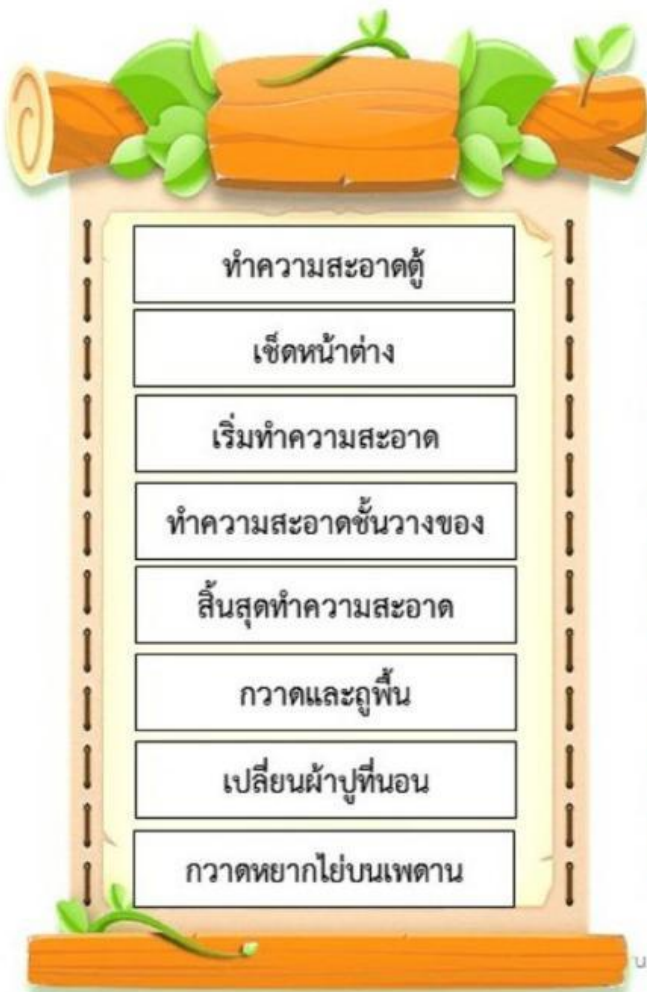 ทำความสะอาดตู้
เช็ดหน้าต่าง
เริ่มทำความสะอาด
ทำความสะอาดชั้นวางของ
สิ้นสุดทำความสะอาด
กวาดและถูพื้น
เปลี่ยนผ้าปูที่นอน
กวาดหยากไย่บนเพดาน